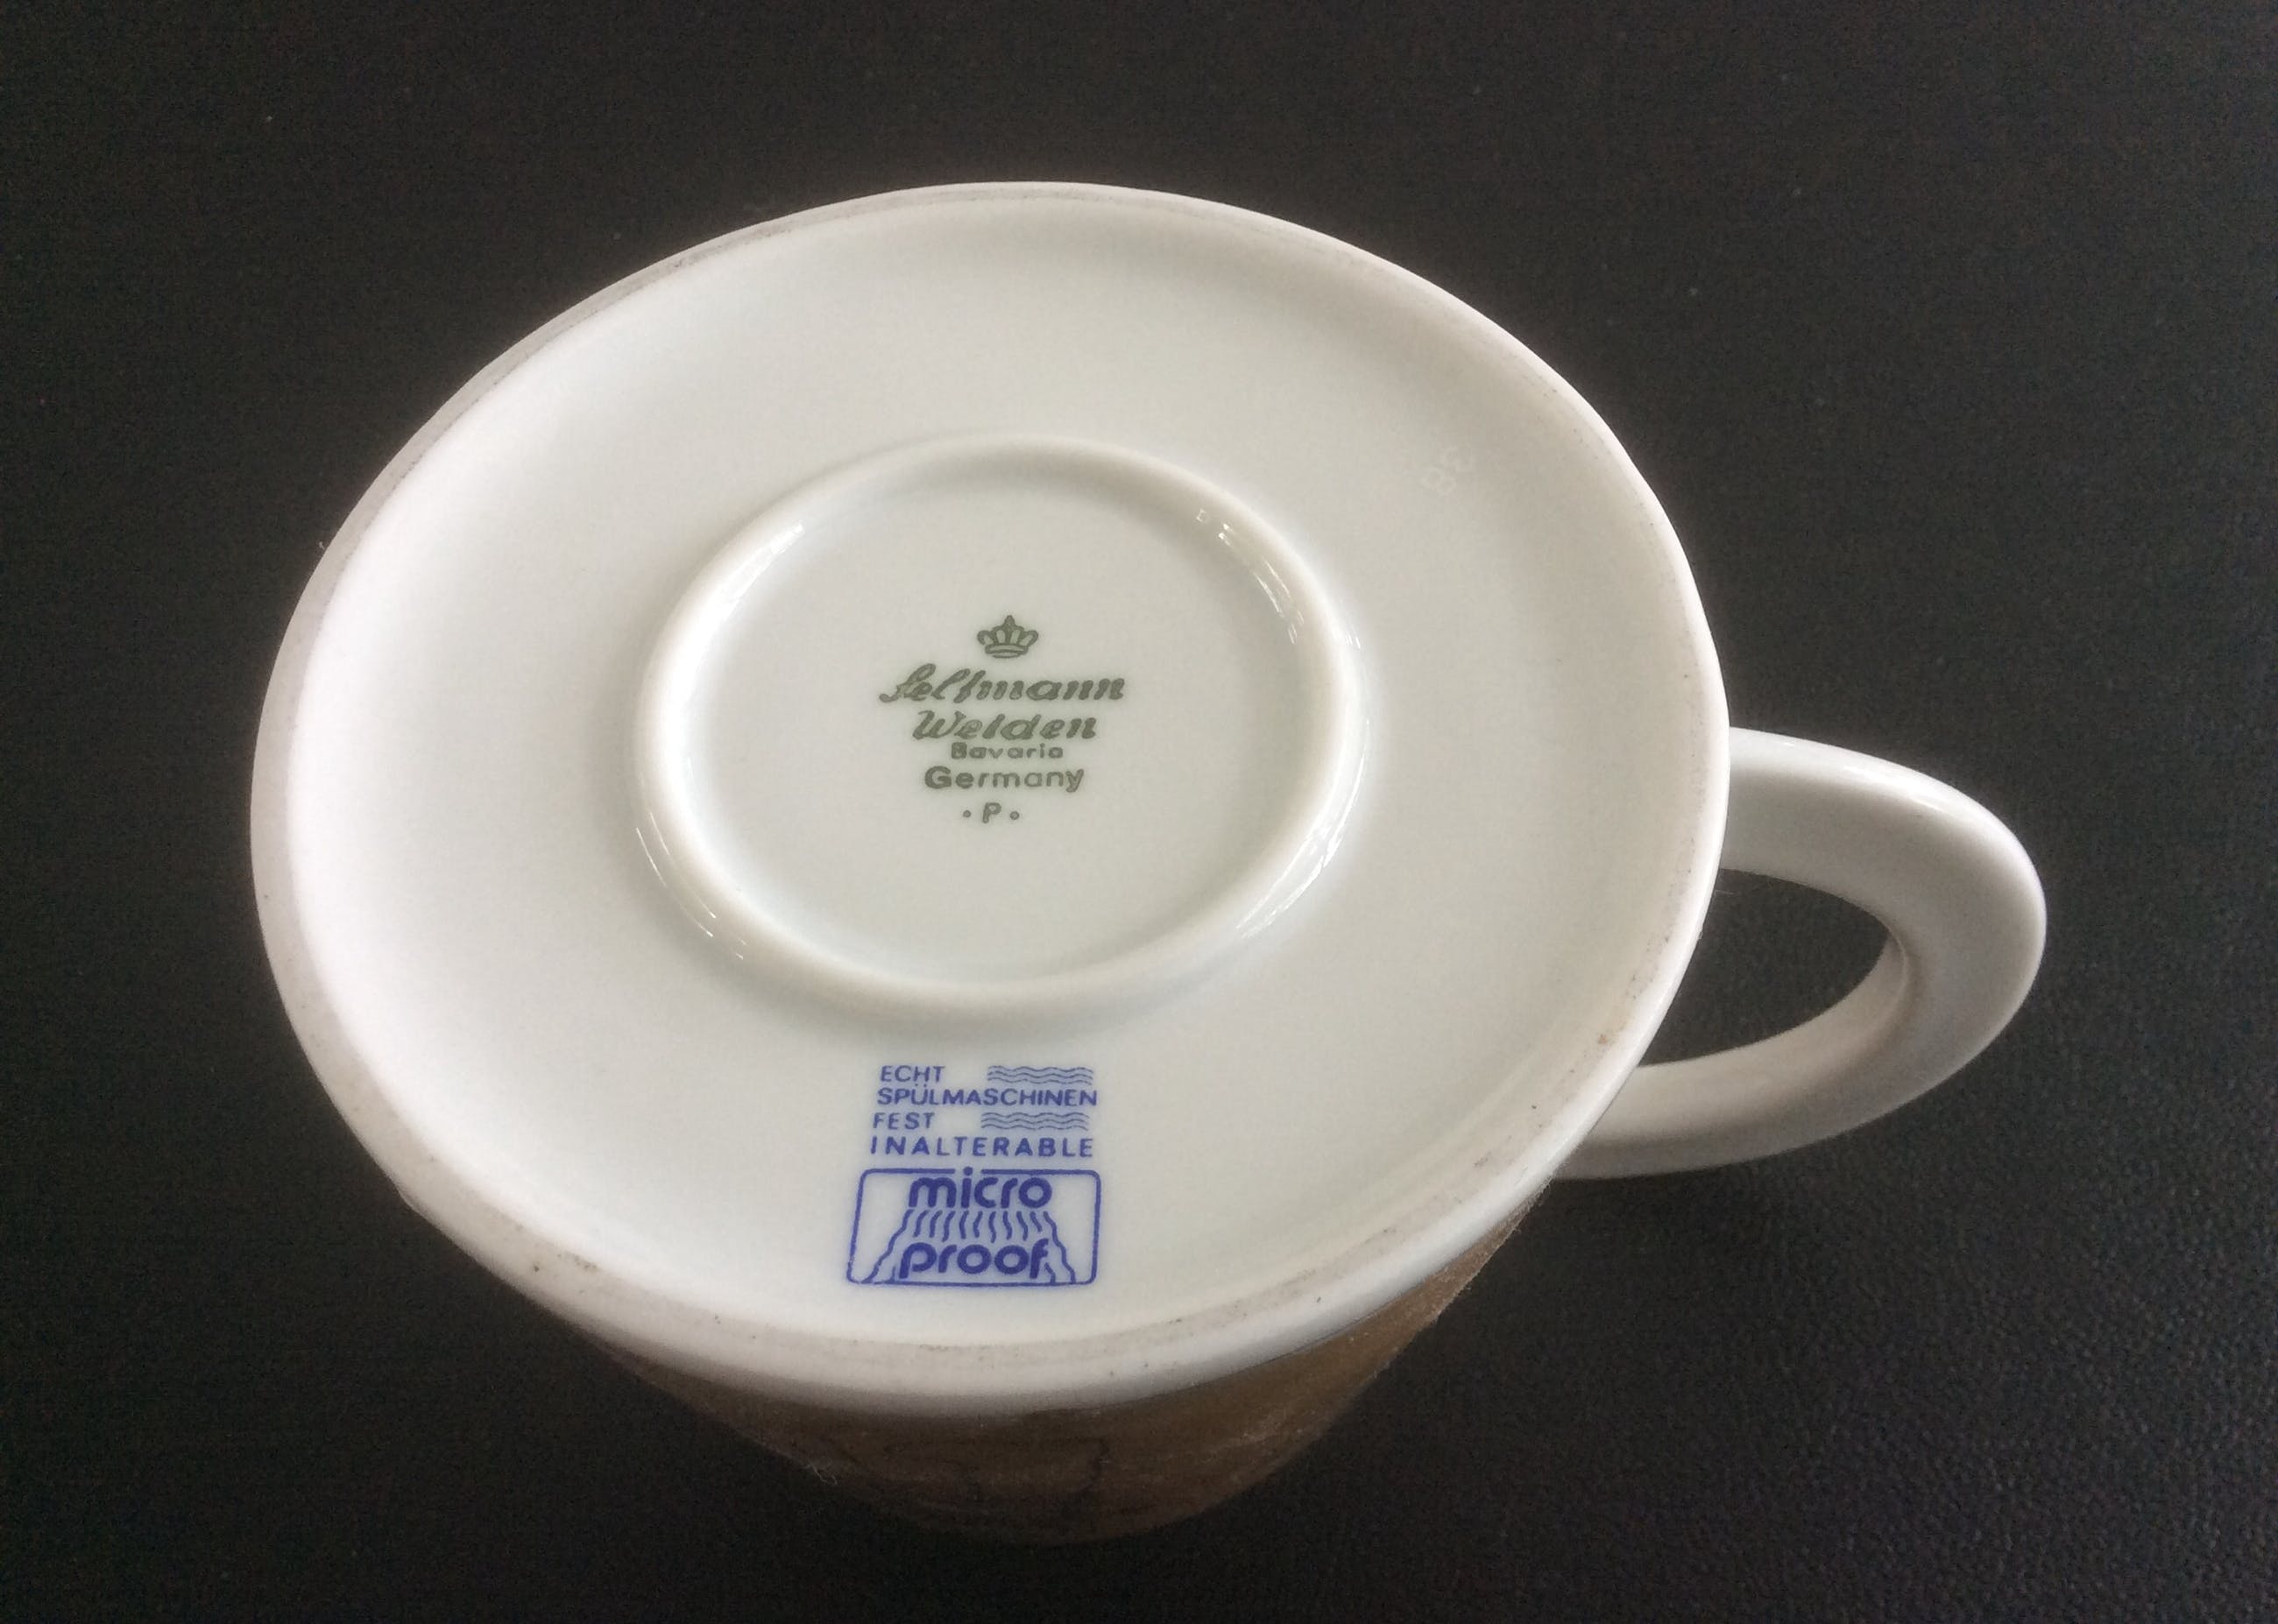 Seltmann
Weiden
Bavaria
Germany
· P ·
ECHT
SPÜLMASCHINEN
FEST
INALTERABLE
micro
proof